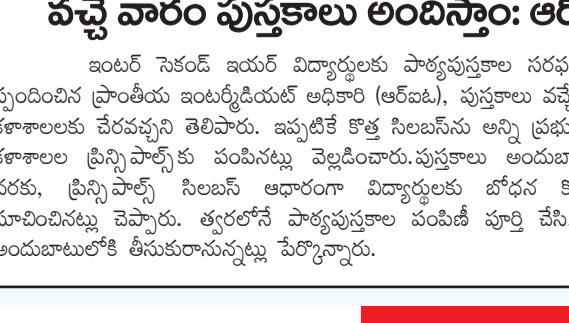 వచ్చే వారం పుస్తకాలు అందిస్తాం: ఆర్
ఇంటర్ సెకండ్ ఇయర్ విద్యార్థులకు పాఠ్యపుస్తకాల సరఫ
స్పందించిన ప్రాంతీయ ఇంటర్మీడియట్ అధికారి (ఆర్ఐఓ), పుస్తకాలు వచ్చే
కళాశాలలకు చేరవచ్చని తెలిపారు. ఇప్పటికే కొత్త సిలబస్‌ను అన్ని ప్రభు
కళాశాలల ప్రిన్సిపాల్స్‌కు పంపినట్లు వెల్లడించారు.పుస్తకాలు అందుబా
వరకు, ప్రిన్సిపాల్స్ సిలబస్ ఆధారంగా విద్యార్థులకు బోధన క
సూచించినట్లు చెప్పారు. త్వరలోనే పాఠ్యపుస్తకాల పంపిణీ పూర్తి చేసి
అందుబాటులోకి తీసుకురానున్నట్లు పేర్కొన్నారు.